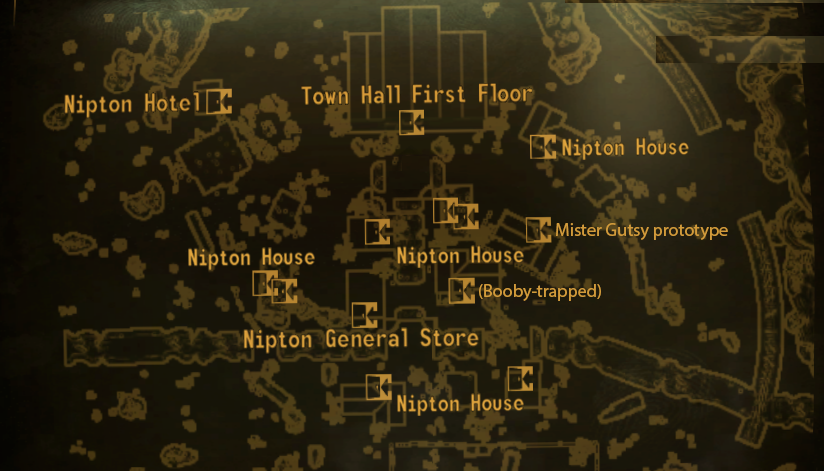 Nipton Hotel
Town Hall First Floor
Nipton House
Mister Gutsy prototype
Nipton House
Nipton House
(Booby-trapped)
Nipton General Store
Nipton House